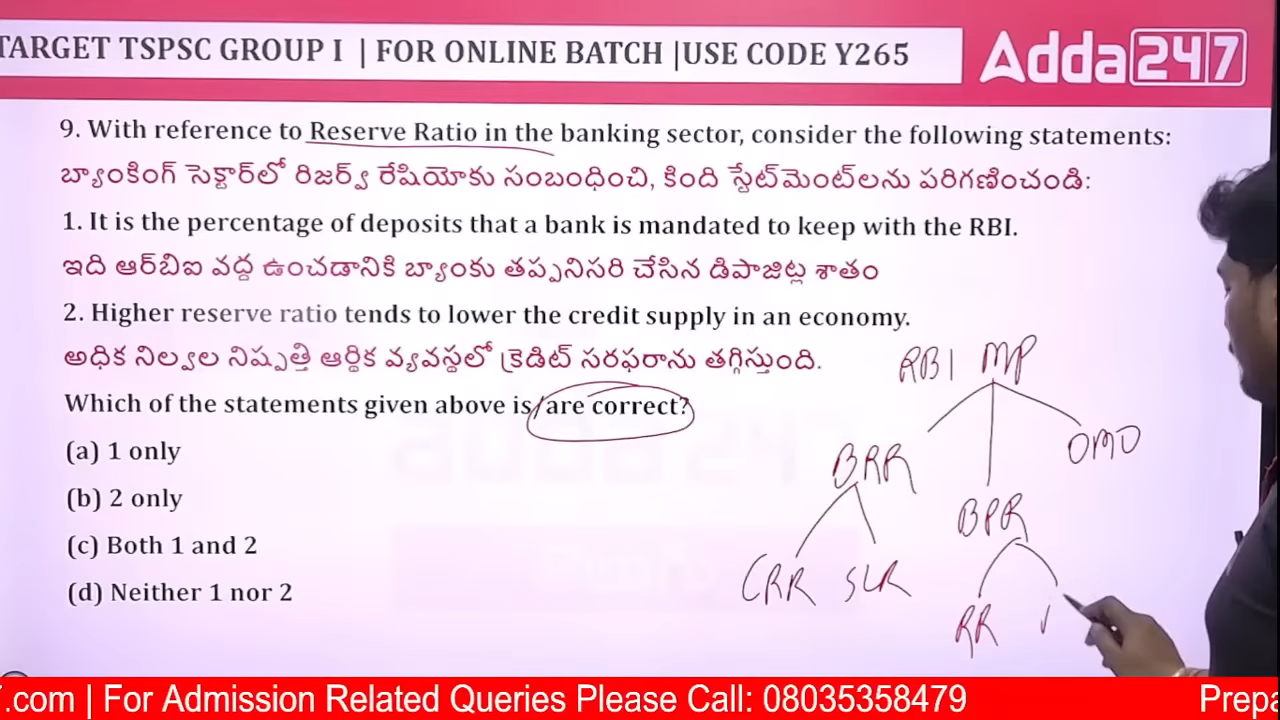 TARGET TSPSC GROUP I | FOR ONLINE BATCH |USE CODE Y265
Adda247
9. With reference to Reserve Ratio in the banking sector, consider the following statements:
బ్యాంకింగ్ సెక్టార్‌లో రిజర్వ్ రేషియోకు సంబంధించి, కింది స్టేట్‌మెంట్‌లను పరిగణించండి:
1. It is the percentage of deposits that a bank is mandated to keep with the RBI.
ఇది ఆర్‌బిఐ వద్ద ఉంచడానికి బ్యాంకు తప్పనిసరి చేసిన డిపాజిట్ల శాతం
2. Higher reserve ratio tends to lower the credit supply in an economy.
అధిక నిల్వల నిష్పత్తి ఆర్థిక వ్యవస్థలో క్రెడిట్ సరఫరాను తగ్గిస్తుంది.
Which of the statements given above is/are correct?
(a) 1 only
(b) 2 only
(c) Both 1 and 2
(d) Neither 1 nor 2
RBI MP
BRR
OMO
BPR
CRR SLR
RR
7.com | For Admission Related Queries Please Call: 08035358479
Prepa